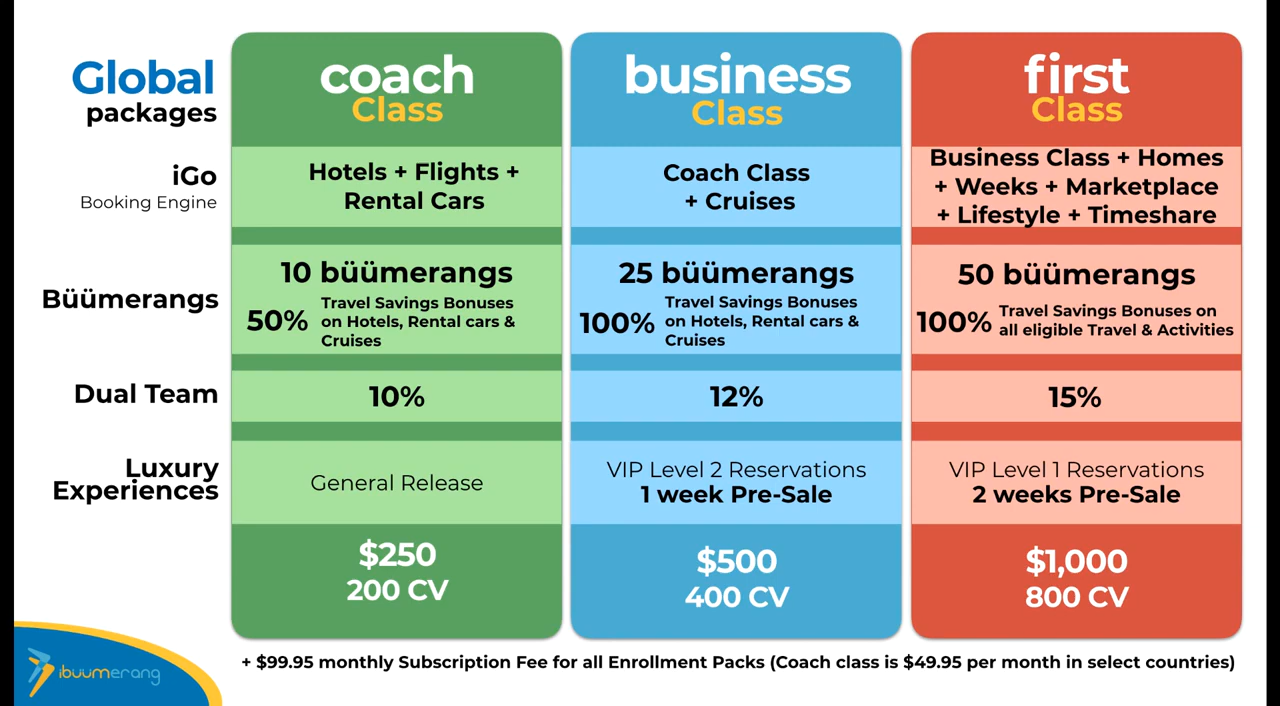 Global
packages
coach
Class
business
Class
first
Class
iGo
Booking Engine
Hotels + Flights +
Rental Cars
Coach Class
+ Cruises
Business Class + Homes
+ Weeks + Marketplace
+ Lifestyle + Timeshare
Büümerangs
10 büümerangs
50%
Travel Savings Bonuses
on Hotels, Rental cars &
Cruises
25 büümerangs
100%
Travel Savings Bonuses
on Hotels, Rental cars &
Cruises
50 büümerangs
100%
Travel Savings Bonuses on
all eligible Travel & Activities
Dual Team
10%
12%
15%
Luxury
Experiences
General Release
VIP Level 2 Reservations
1 week Pre-Sale
VIP Level 1 Reservations
2 weeks Pre-Sale
$250
200 CV
$500
400 CV
$1,000
800 CV
+ $99.95 monthly Subscription Fee for all Enrollment Packs (Coach class is $49.95 per month in select countries)
ibuumerang